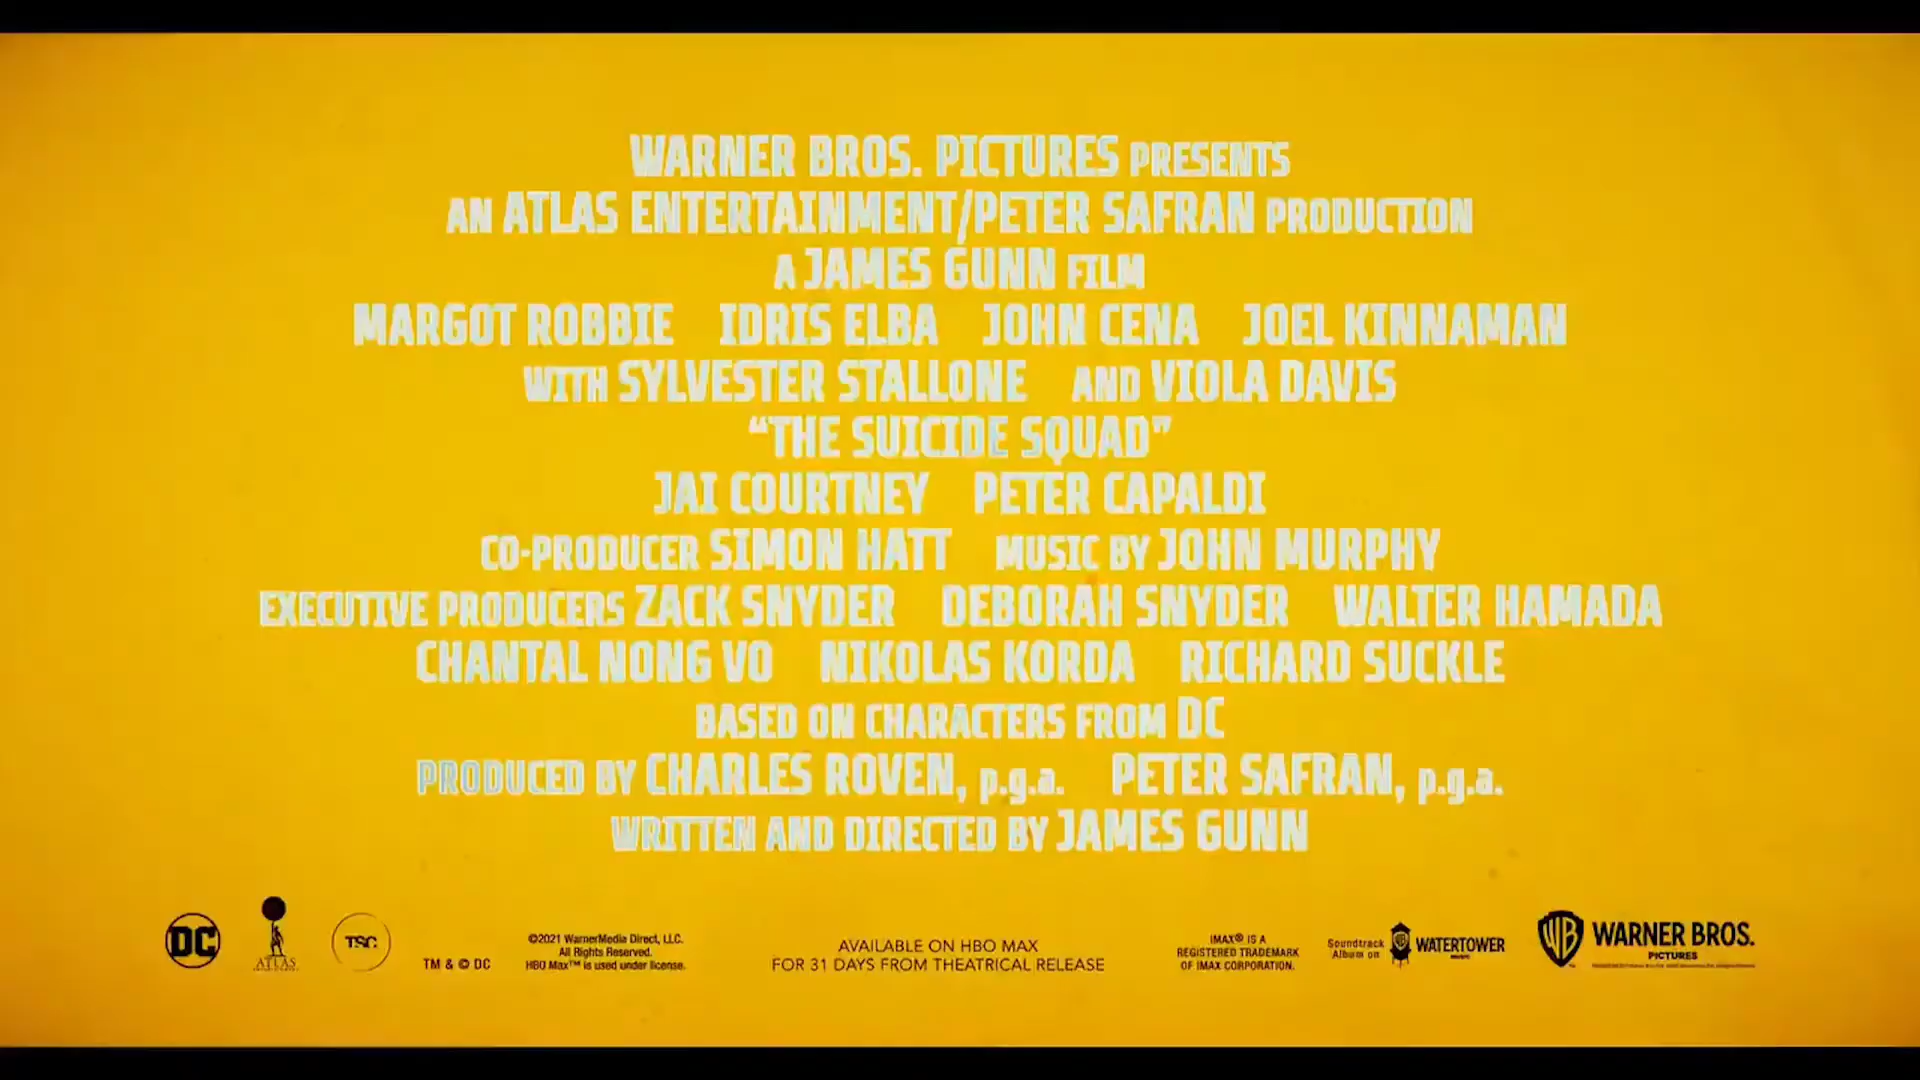 WARNER BROS. PICTURES PRESENTS
AN ATLAS ENTERTAINMENT/PETER SAFRAN PRODUCTION
A JAMES GUNN FILM
MARGOT ROBBIE IDRIS ELBA JOHN CENA JOEL KINNAMAN
WITH SYLVESTER STALLONE AND VIOLA DAVIS
“THE SUICIDE SQUAD”
JAI COURTNEY PETER CAPALDI
CO-PRODUCER SIMON HATT MUSIC BY JOHN MURPHY
EXECUTIVE PRODUCERS ZACK SNYDER DEBORAH SNYDER WALTER HAMADA
CHANTAL NONG VO NIKOLAS KORDA RICHARD SUCKLE
BASED ON CHARACTERS FROM DC
PRODUCED BY CHARLES ROVEN, p.g.a. PETER SAFRAN, p.g.a.
WRITTEN AND DIRECTED BY JAMES GUNN
DC
ATLAS
TSC
TM & © DC
©2021 WarnerMedia Direct, LLC.
All Rights Reserved.
HBO Max™ is used under license.
AVAILABLE ON HBO MAX
FOR 31 DAYS FROM THEATRICAL RELEASE
IMAX® IS A
REGISTERED TRADEMARK
OF IMAX CORPORATION.
Soundtrack
Album on
WATERTOWER
MUSIC
WB
WARNER BROS.
PICTURES